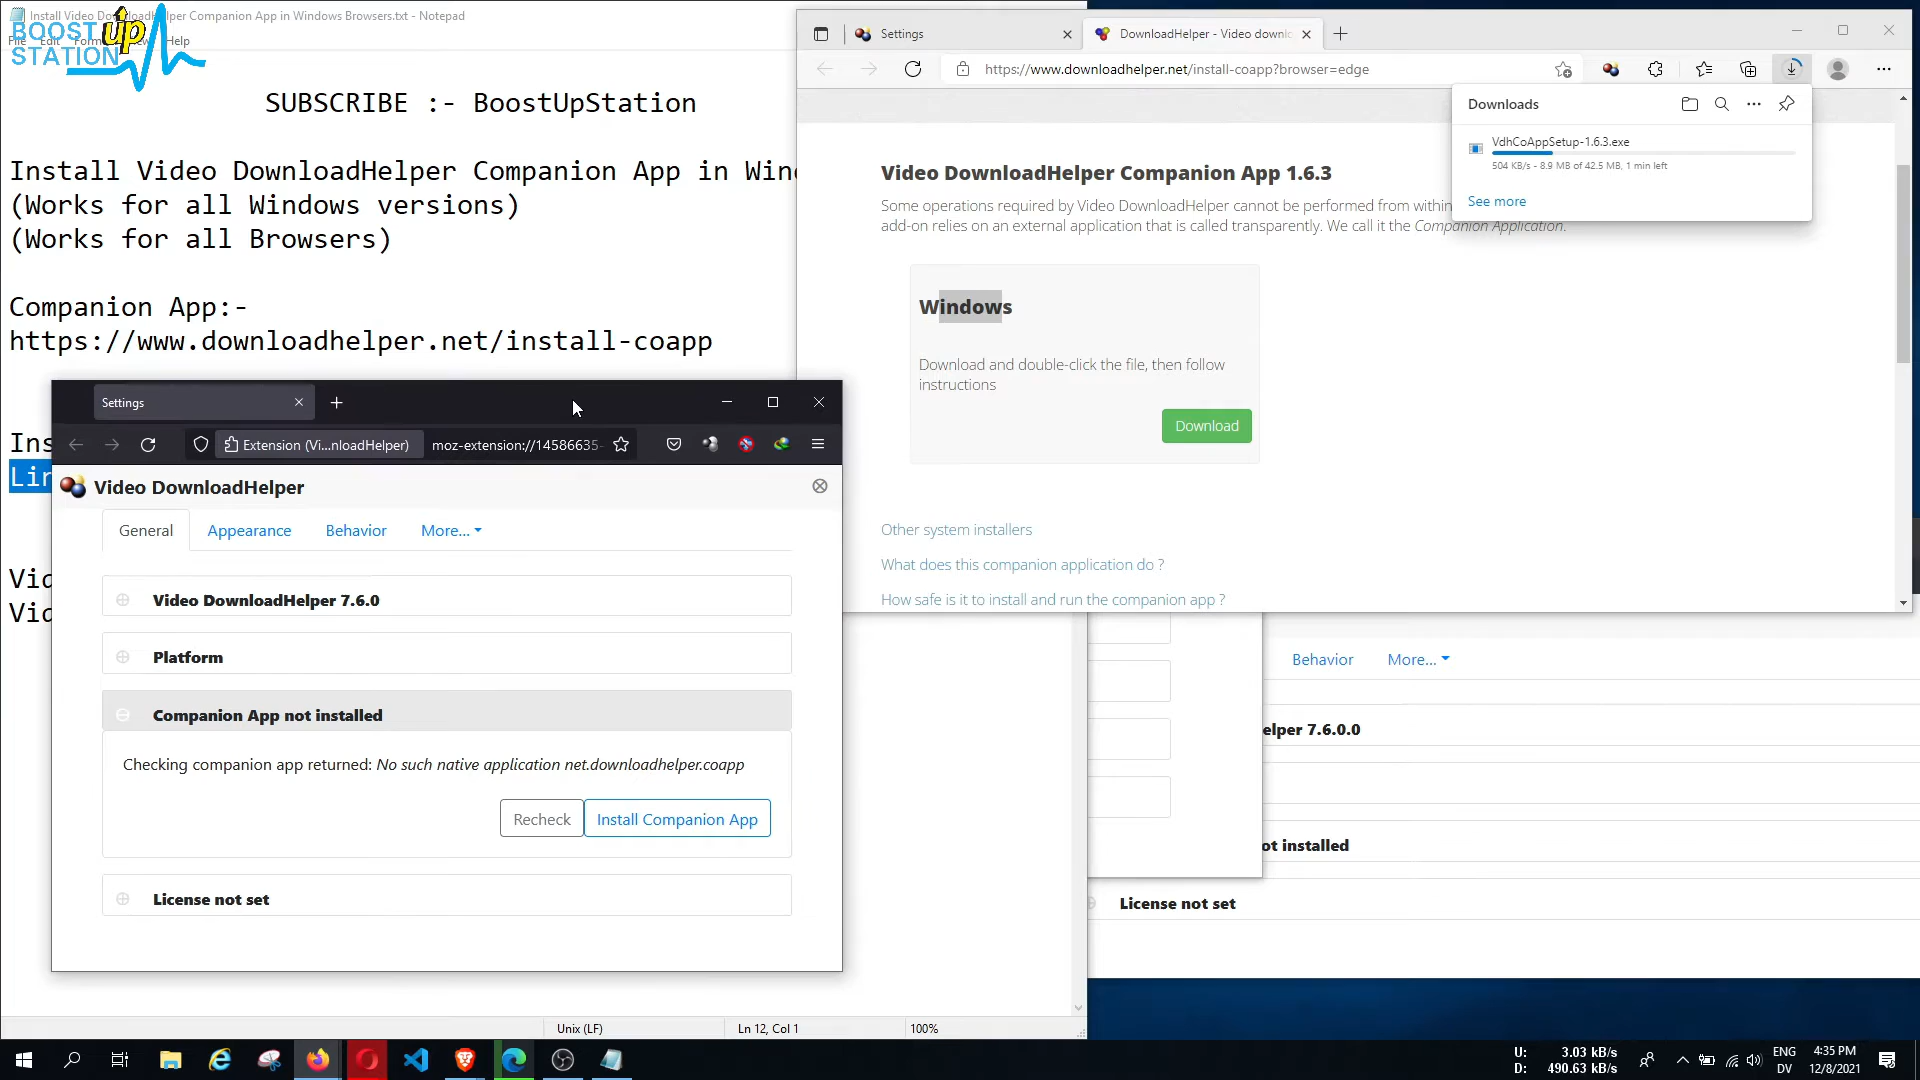 Install Video DownloadHelper Companion App in Windows Browsers.txt - Notepad
File Edit Format View Help
BOOST up
STATION
SUBSCRIBE :- BoostUpStation
Install Video DownloadHelper Companion App in Win
(Works for all Windows versions)
(Works for all Browsers)
Companion App:-
https://www.downloadhelper.net/install-coapp
Ins
Lin
Vid
Vid
Settings
DownloadHelper - Video downlo
https://www.downloadhelper.net/install-coapp?browser=edge
Downloads
VdhCoAppSetup-1.6.3.exe
504 KB/s - 8.9 MB of 42.5 MB, 1 min left
See more
Video DownloadHelper Companion App 1.6.3
Some operations required by Video DownloadHelper cannot be performed from within
add-on relies on an external application that is called transparently. We call it the Companion Application.
Windows
Download and double-click the file, then follow
instructions
Download
Other system installers
What does this companion application do ?
How safe is it to install and run the companion app ?
Settings
Extension (Vi...nloadHelper)
moz-extension://14586635-
Video DownloadHelper
General
Appearance
Behavior
More...
Video DownloadHelper 7.6.0
Platform
Companion App not installed
Checking companion app returned: No such native application net.downloadhelper.coapp
Recheck
Install Companion App
License not set
Behavior
More...
elper 7.6.0.0
ot installed
License not set
Unix (LF)
Ln 12, Col 1
100%
U: 3.03 kB/s
D: 490.63 kB/s
ENG
DV
4:35 PM
12/8/2021